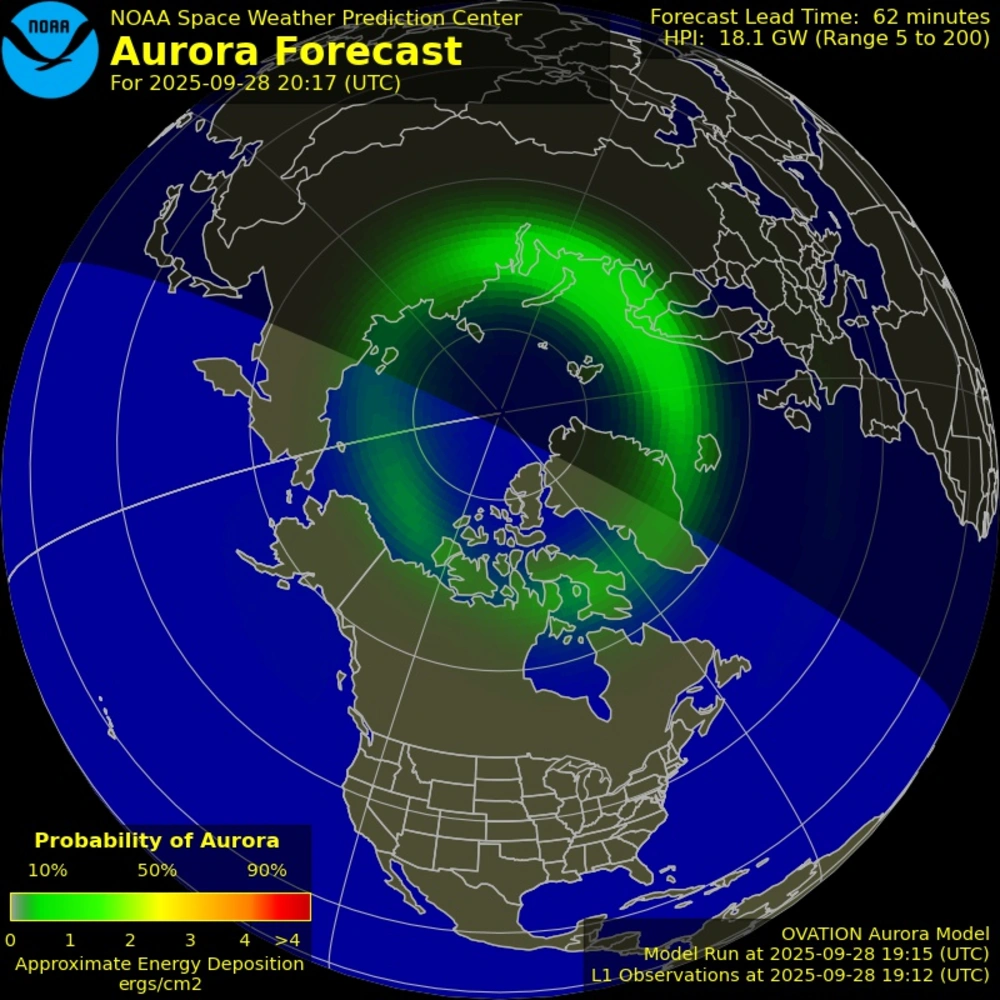 NOAA
NOAA Space Weather Prediction Center
Aurora Forecast
For 2025-09-28 20:17 (UTC)
Forecast Lead Time: 62 minutes
HPI: 18.1 GW (Range 5 to 200)
Probability of Aurora
10% 50% 90%
0 1 2 3 4 >4
Approximate Energy Deposition
ergs/cm2
OVATION Aurora Model
Model Run at 2025-09-28 19:15 (UTC)
L1 Observations at 2025-09-28 19:12 (UTC)